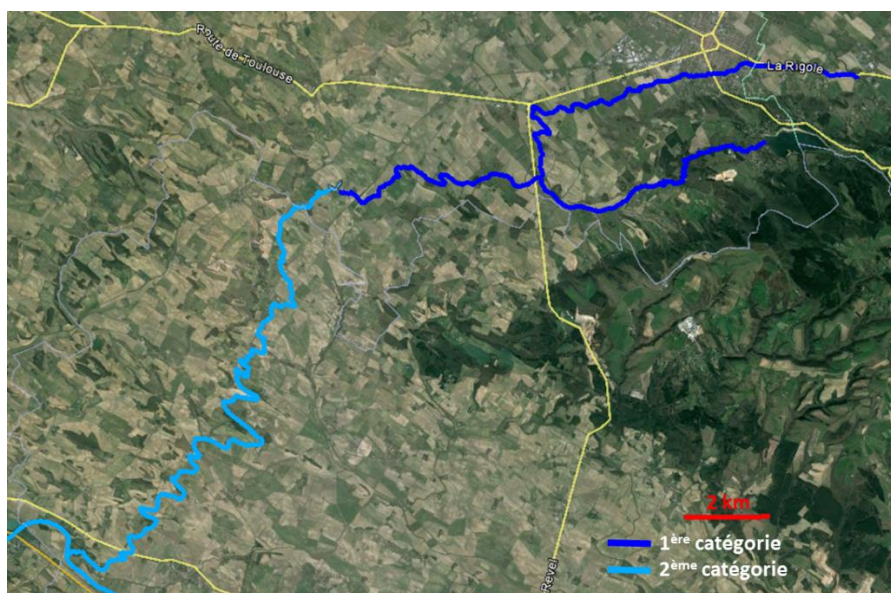 Route de Toulouse
La Rigole
2 km
1ère catégorie
2ème catégorie
Revel